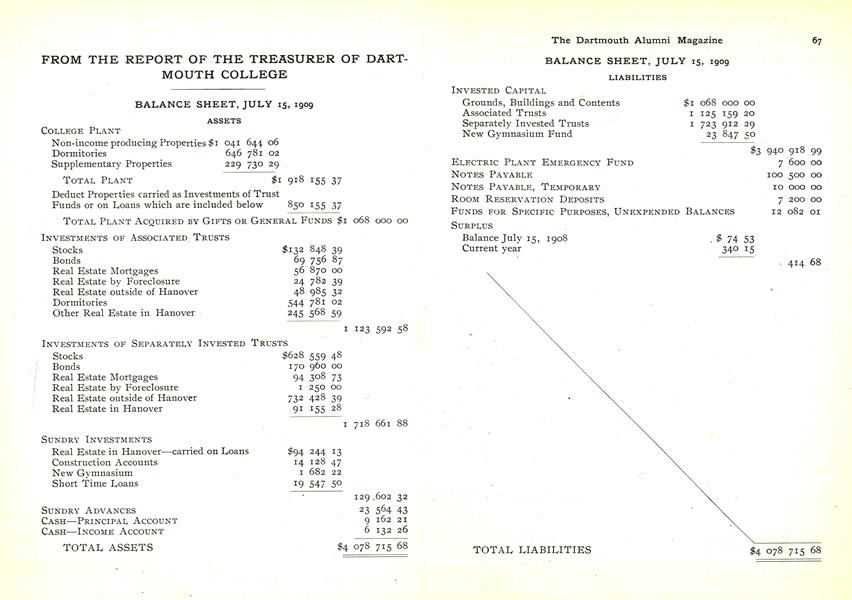 FROM THE REPORT OF THE TREASURER OF DART-
MOUTH COLLEGE
BALANCE SHEET, JULY 15, 1909
ASSETS
COLLEGE PLANT
Non-income producing Properties $1 041 644 06
Dormitories 646 781 02
Supplementary Properties 229 730 29
TOTAL PLANT $1 918 155 37
Deduct Properties carried as Investments of Trust
Funds or on Loans which are included below 850 155 37
TOTAL PLANT ACQUIRED BY GIFTS OR GENERAL FUNDS $1 068 000 00
INVESTMENTS OF ASSOCIATED TRUSTS
Stocks $132 848 39
Bonds 69 756 87
Real Estate Mortgages 56 870 00
Real Estate by Foreclosure 24 782 39
Real Estate outside of Hanover 48 985 32
Dormitories 544 781 02
Other Real Estate in Hanover 245 568 59
1 123 592 58
INVESTMENTS OF SEPARATELY INVESTED TRUSTS
Stocks $628 559 48
Bonds 170 960 00
Real Estate Mortgages 94 308 73
Real Estate by Foreclosure 1 250 00
Real Estate outside of Hanover 732 428 39
Real Estate in Hanover 91 155 28
1 718 661 88
SUNDRY INVESTMENTS
Real Estate in Hanover—carried on Loans $94 244 13
Construction Accounts 14 128 47
New Gymnasium 1 682 22
Short Time Loans 19 547 50
129 602 32
SUNDRY ADVANCES 23 564 43
CASH—PRINCIPAL ACCOUNT 9 162 21
CASH—INCOME ACCOUNT 6 132 26
TOTAL ASSETS $4 078 715 68
The Dartmouth Alumni Magazine 67
BALANCE SHEET, JULY 15, 1909
LIABILITIES
INVESTED CAPITAL
Grounds, Buildings and Contents $1 068 000 00
Associated Trusts 1 125 159 20
Separately Invested Trusts 1 723 912 29
New Gymnasium Fund 23 847 50
$3 940 918 99
ELECTRIC PLANT EMERGENCY FUND 7 600 00
NOTES PAYABLE 100 500 00
NOTES PAYABLE, TEMPORARY 10 000 00
ROOM RESERVATION DEPOSITS 7 200 00
FUNDS FOR SPECIFIC PURPOSES, UNEXPENDED BALANCES 12 082 01
SURPLUS
Balance July 15, 1908 $ 74 53
Current year 340 15
414 68
TOTAL LIABILITIES $4 078 715 68